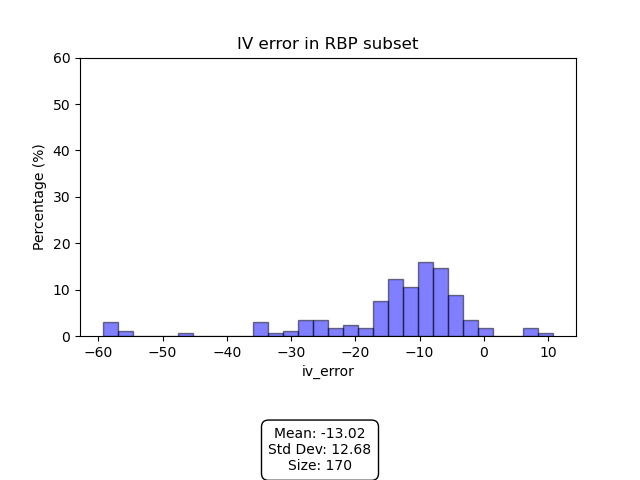 IV error in RBP subset
60
50
40
30
20
10
0
Percentage (%)
−60 −50 −40 −30 −20 −10 0 10
iv_error
Mean: -13.02
Std Dev: 12.68
Size: 170